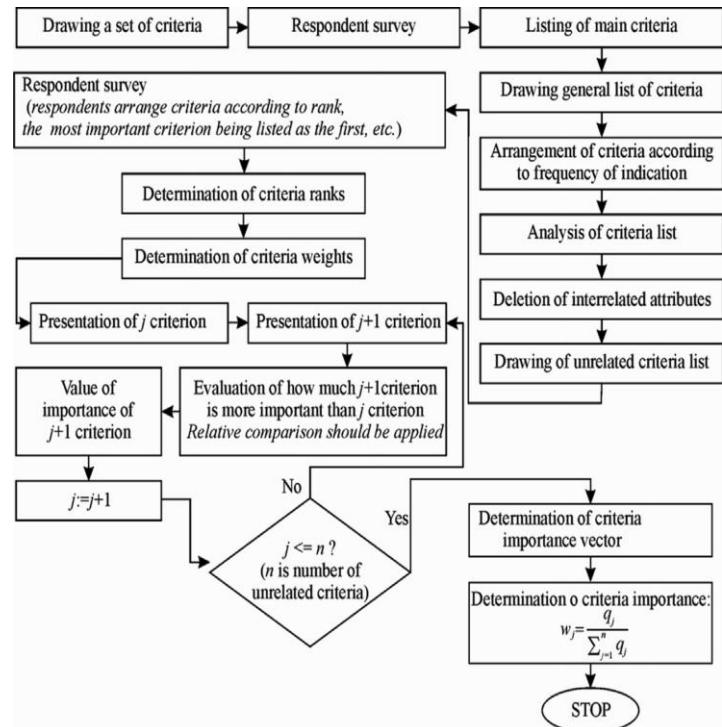 Drawing a set of criteria
Respondent survey
Listing of main criteria
Drawing general list of criteria
Arrangement of criteria according
to frequency of indication
Analysis of criteria list
Deletion of interrelated attributes
Drawing of unrelated criteria list
Respondent survey
(respondents arrange criteria according to rank,
the most important criterion being listed as the first, etc.)
Determination of criteria ranks
Determination of criteria weights
Presentation of j criterion
Presentation of j+1 criterion
Evaluation of how much j+1criterion
is more important than j criterion
Relative comparison should be applied
Value of
importance of
j+1 criterion
j:=j+1
j <= n ?
(n is number of
unrelated criteria)
No
Yes
Determination of criteria
importance vector
Determination o criteria importance:
w_j = q_j / ∑_{j=1}^{n} q_j
STOP